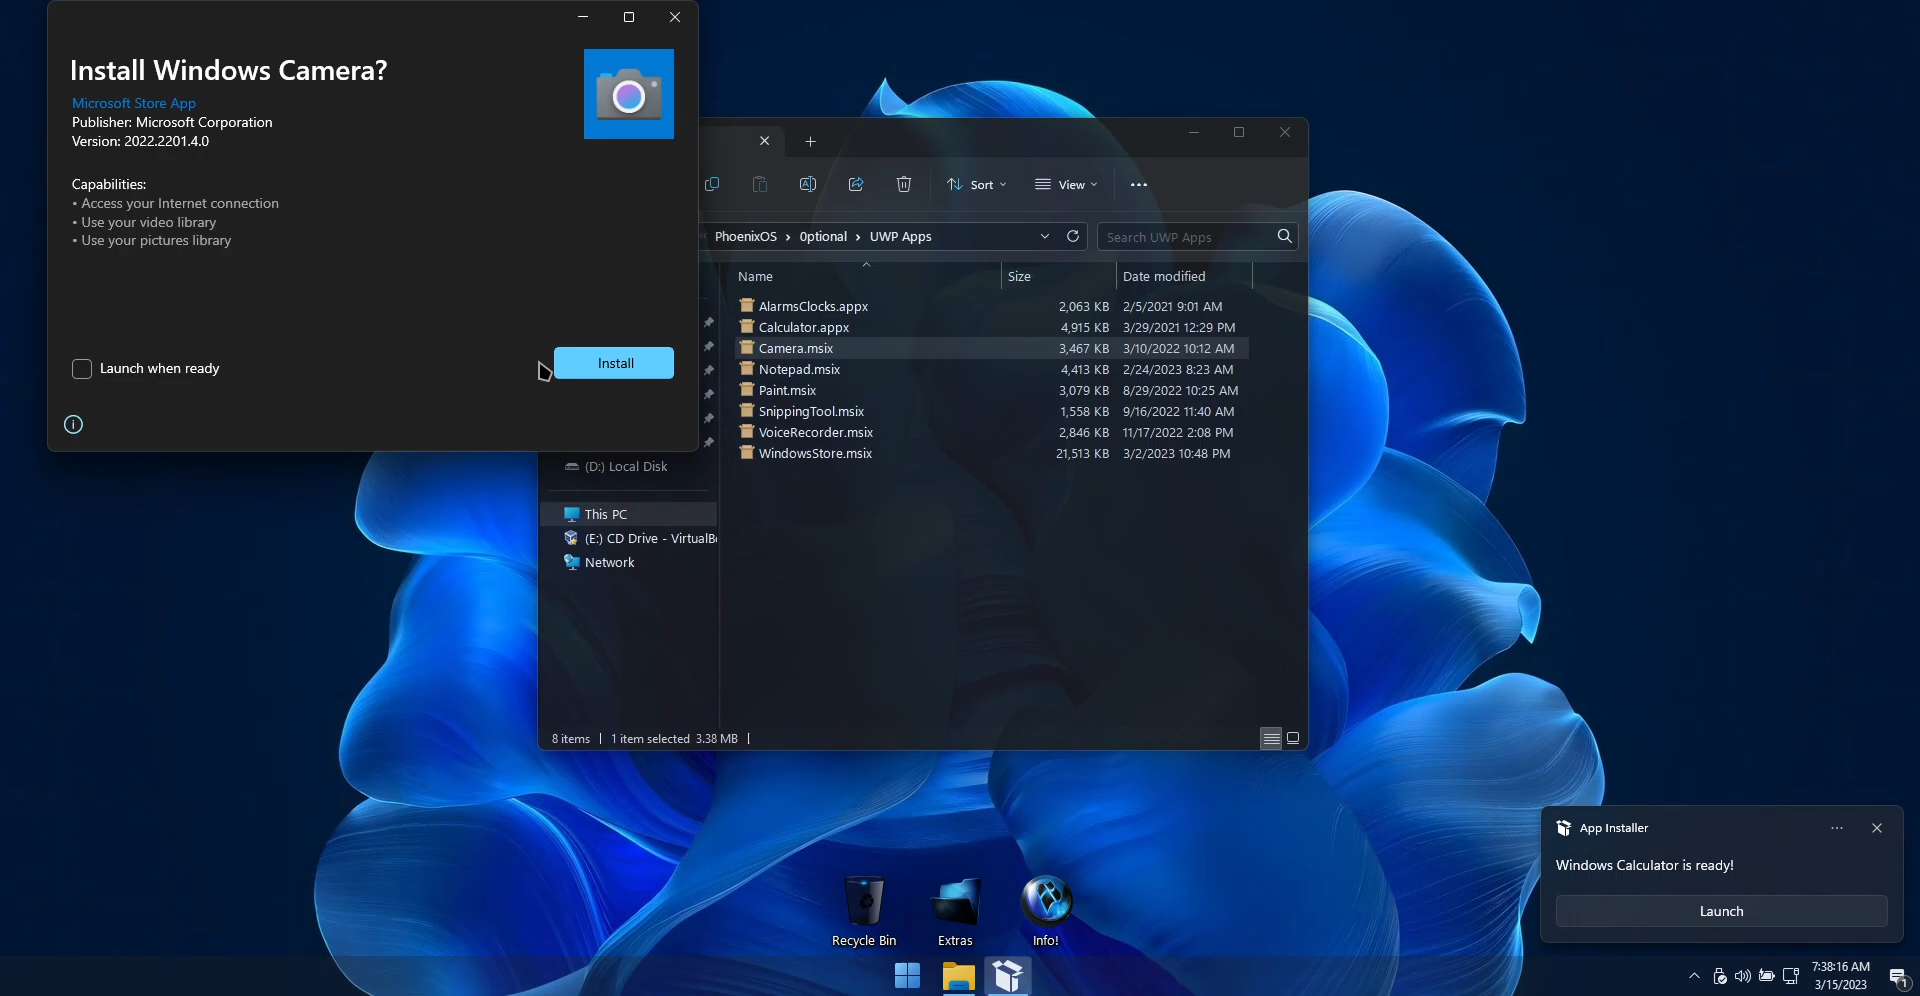 Install Windows Camera?
Microsoft Store App
Publisher: Microsoft Corporation
Version: 2022.2201.4.0
Capabilities:
• Access your Internet connection
• Use your video library
• Use your pictures library
Launch when ready
Install
Sort
View
PhoenixOS › 0ptional › UWP Apps
Search UWP Apps
Name Size Date modified
AlarmsClocks.appx 2,063 KB 2/5/2021 9:01 AM
Calculator.appx 4,915 KB 3/29/2021 12:29 PM
Camera.msix 3,467 KB 3/10/2022 10:12 AM
Notepad.msix 4,413 KB 2/24/2023 8:23 AM
Paint.msix 3,079 KB 8/29/2022 10:25 AM
SnippingTool.msix 1,558 KB 9/16/2022 11:40 AM
VoiceRecorder.msix 2,846 KB 11/17/2022 2:08 PM
WindowsStore.msix 21,513 KB 3/2/2023 10:48 PM
(D:) Local Disk
This PC
(E:) CD Drive - VirtualB
Network
8 items | 1 item selected 3.38 MB |
App Installer
Windows Calculator is ready!
Launch
Recycle Bin
Extras
Info!
7:38:16 AM
3/15/2023
1